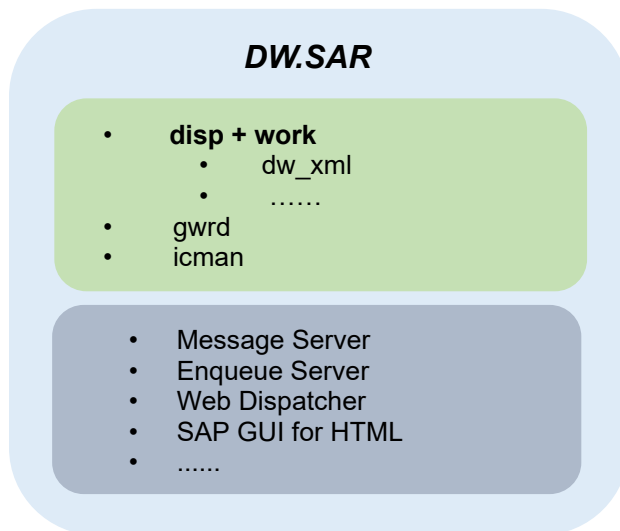 DW.SAR
• disp + work
• dw_xml
• ……
• gwrd
• icman
• Message Server
• Enqueue Server
• Web Dispatcher
• SAP GUI for HTML
• ......